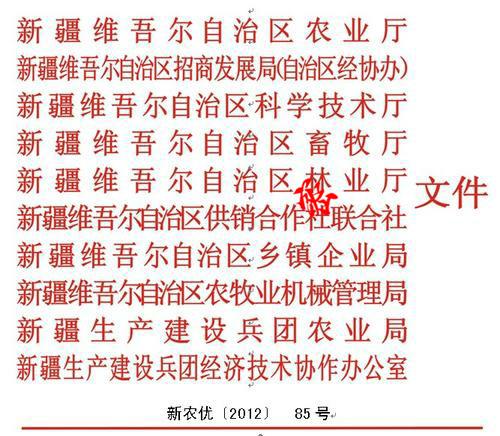 新疆维吾尔自治区农业厅
新疆维吾尔自治区招商发展局(自治区经协办)
新疆维吾尔自治区科学技术厅
新疆维吾尔自治区畜牧厅
新疆维吾尔自治区林业厅
文件
新疆维吾尔自治区供销合作社联合社
新疆维吾尔自治区乡镇企业局
新疆维吾尔自治区农牧业机械管理局
新疆生产建设兵团农业局
新疆生产建设兵团经济技术协作办公室
新农优〔2012〕 85号